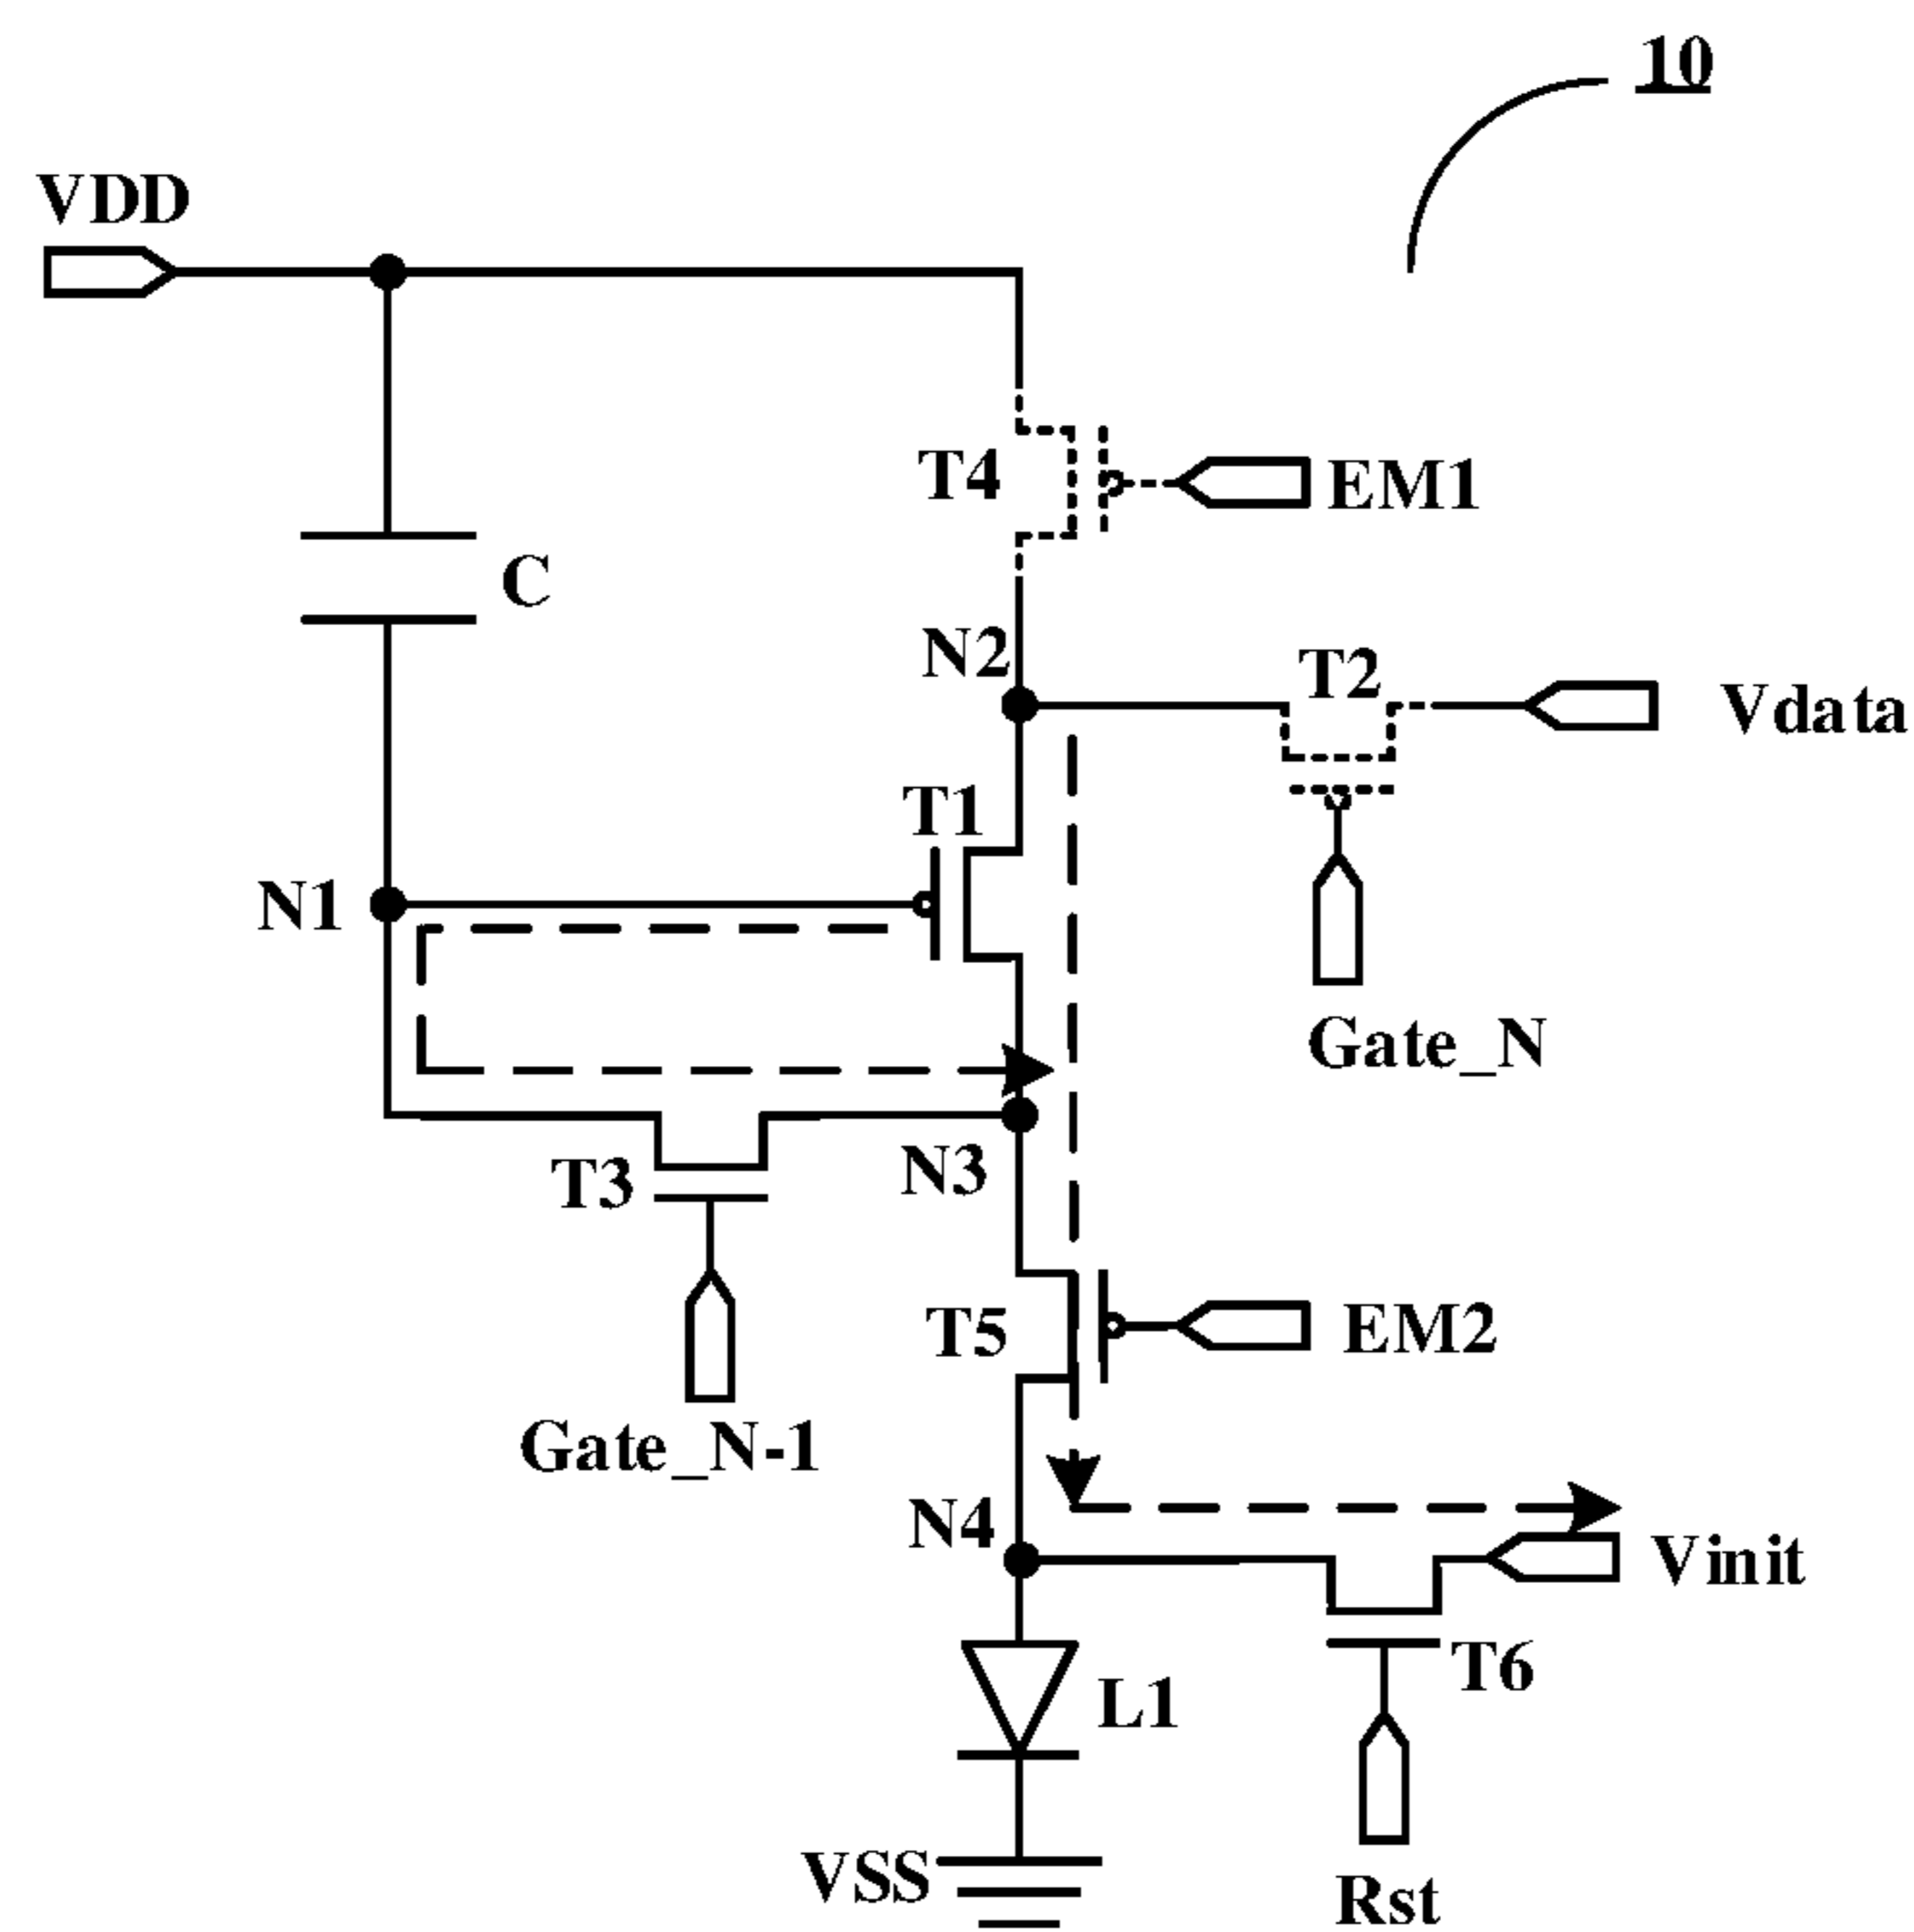 10
VDD
T4
EM1
C
N2
T2
Vdata
T1
N1
Gate_N
N3
T3
T5
EM2
Gate_N-1
N4
Vinit
T6
L1
VSS
Rst